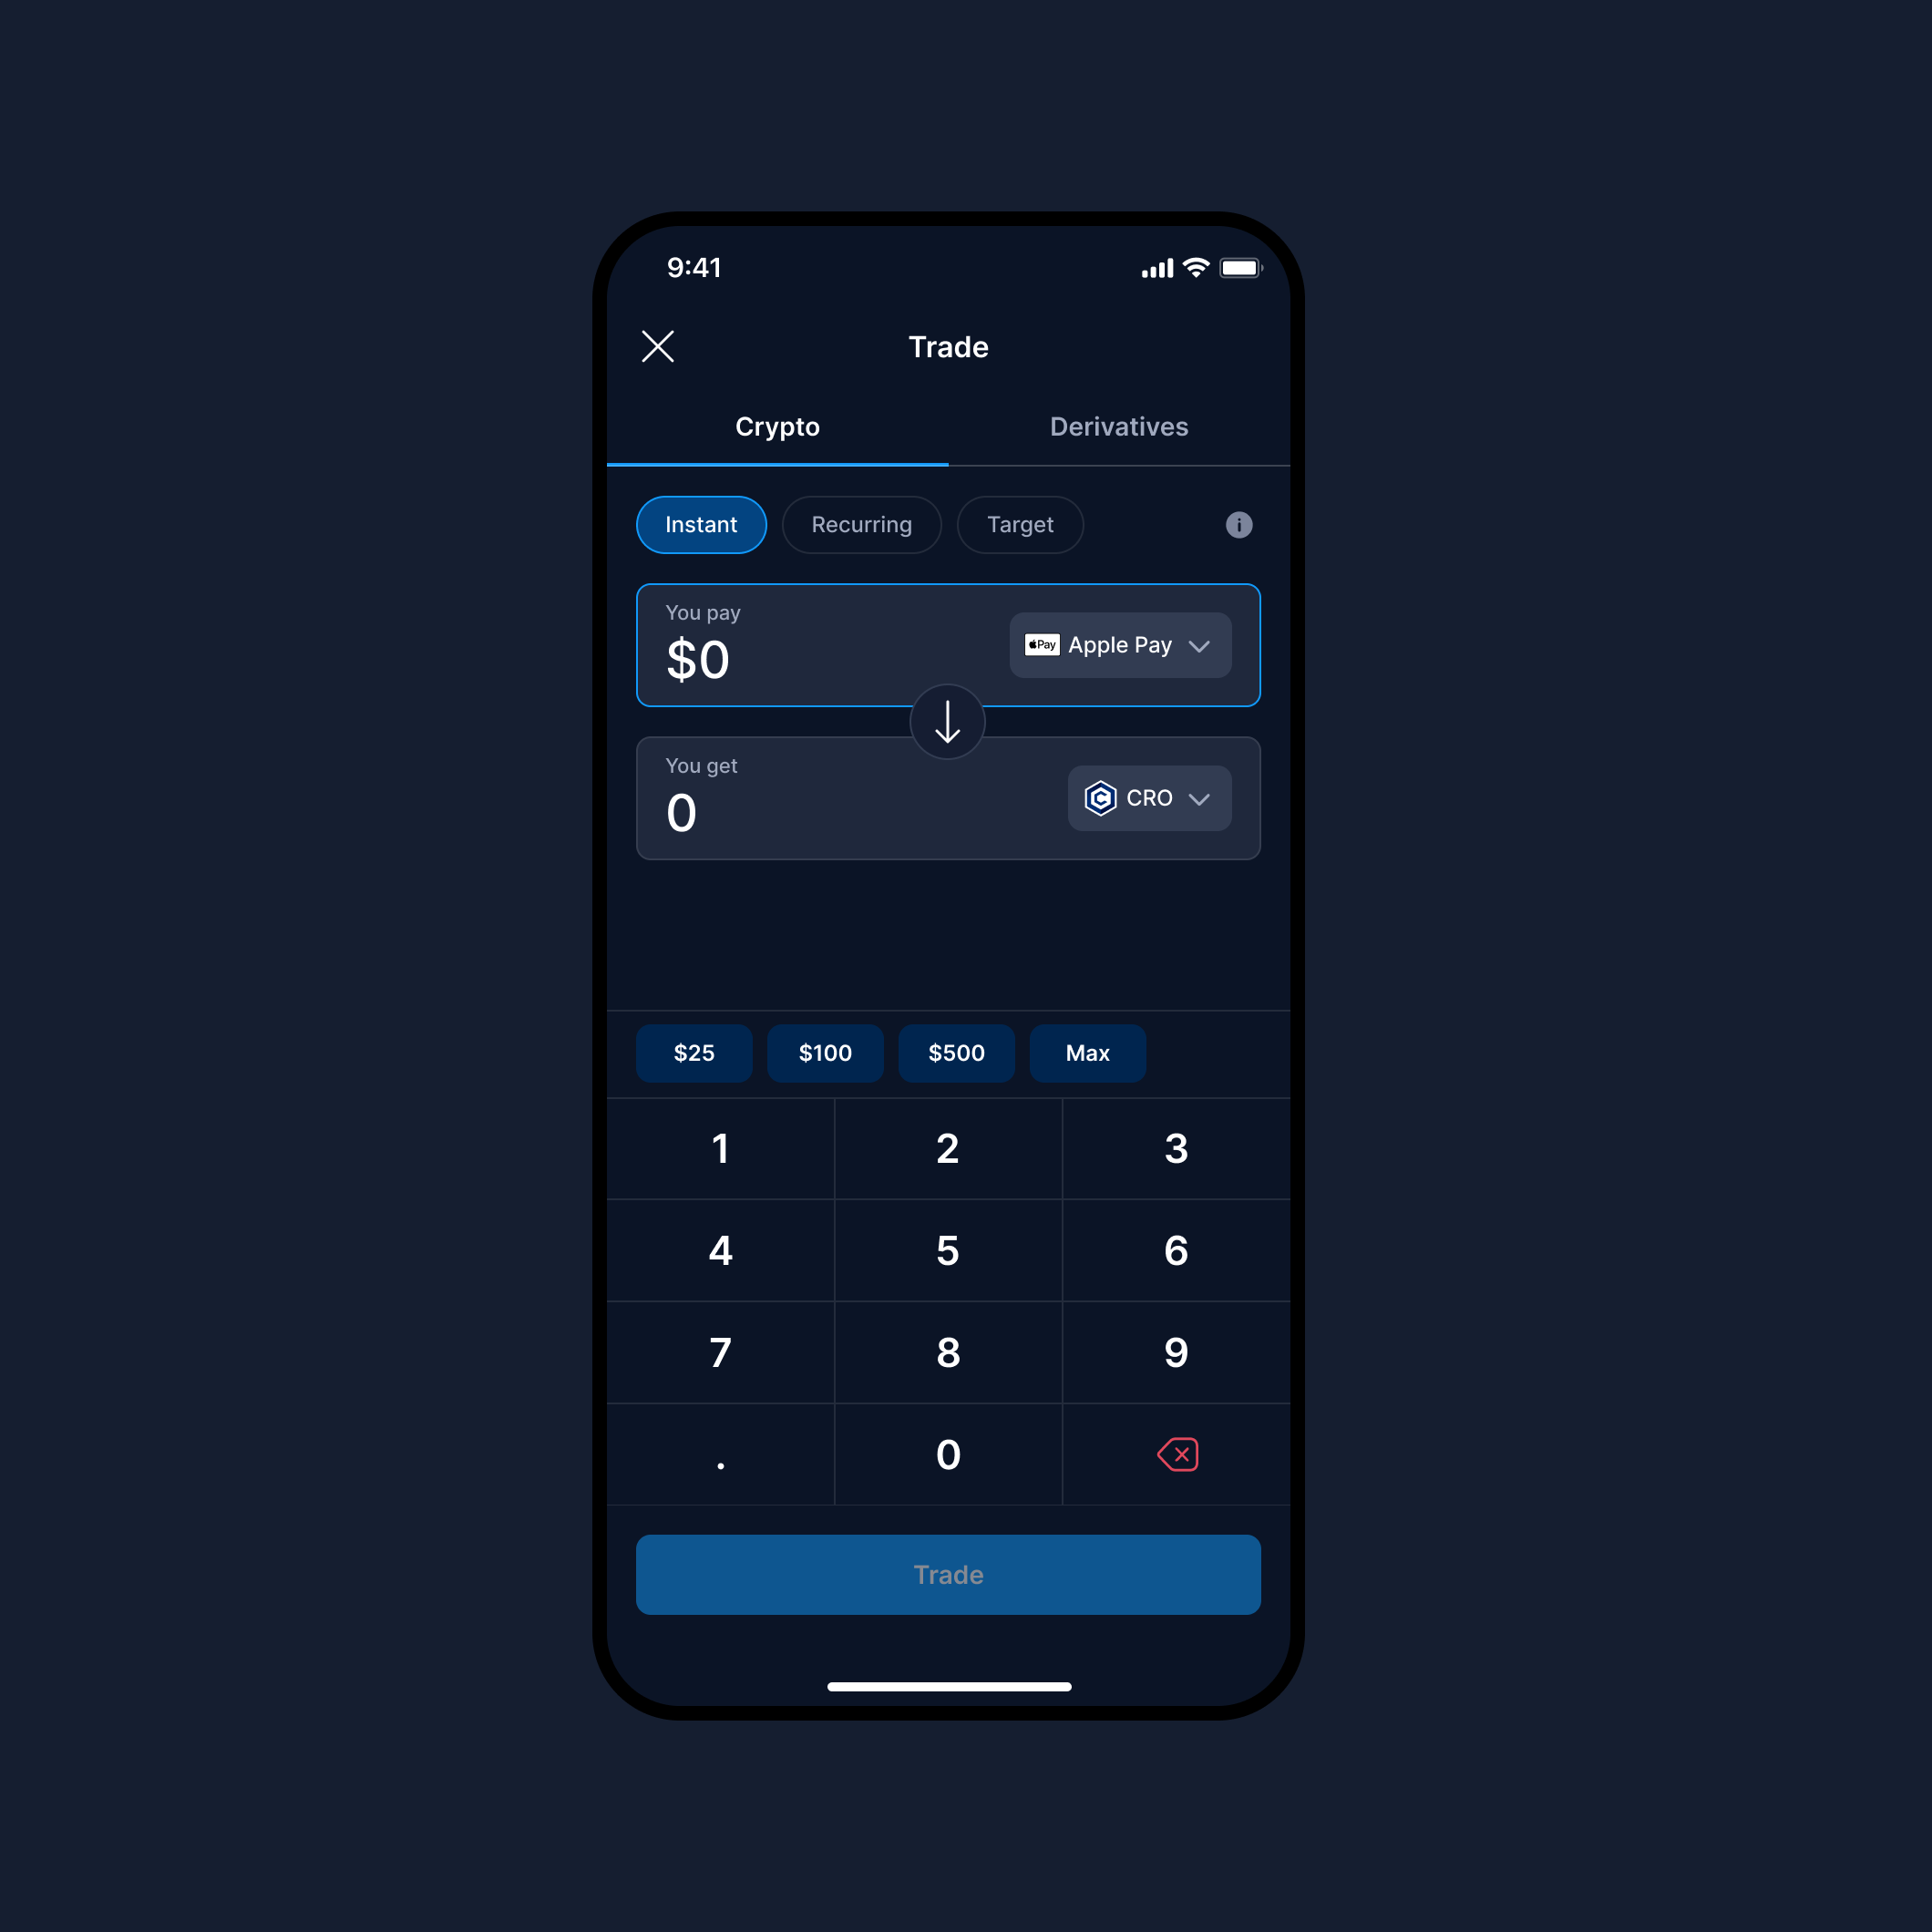 9:41
Trade
Crypto Derivatives
Instant Recurring Target
You pay
$0
Pay Apple Pay
You get
0
CRO
$25 $100 $500 Max
1 2 3
4 5 6
7 8 9
. 0
Trade